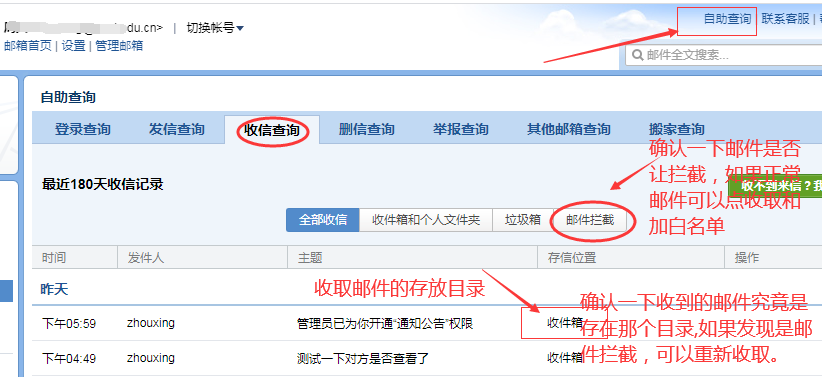 du.cn> | 切换帐号
自助查询 联系客服 |
邮箱首页 | 设置 | 管理邮箱
邮件全文搜索...
自助查询
登录查询 发信查询 收信查询 删信查询 举报查询 其他邮箱查询 搬家查询
确认一下邮件是否
让拦截，如果正常
邮件可以点收取和
加白名单
最近180天收信记录
收不到来信？我
全部收信 收件箱和个人文件夹 垃圾箱 邮件拦截
时间 发件人 主题 存信位置 操作
收取邮件的存放目录
昨天
确认一下收到的邮件究竟是
存在那个目录,如果发现是邮
件拦截，可以重新收取。
下午05:59 zhouxing 管理员已为你开通“通知公告”权限 收件箱
下午04:49 zhouxing 测试一下对方是否查看了 收件箱